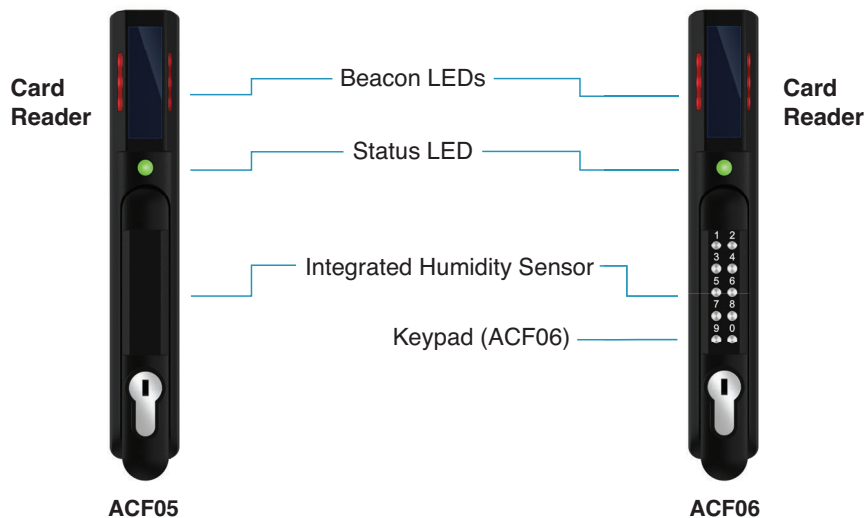 Card
Reader
Beacon LEDs
Card
Reader
Status LED
1 2
3 4
Integrated Humidity Sensor
5 6
7 8
Keypad (ACF06)
9 0
ACF05
ACF06